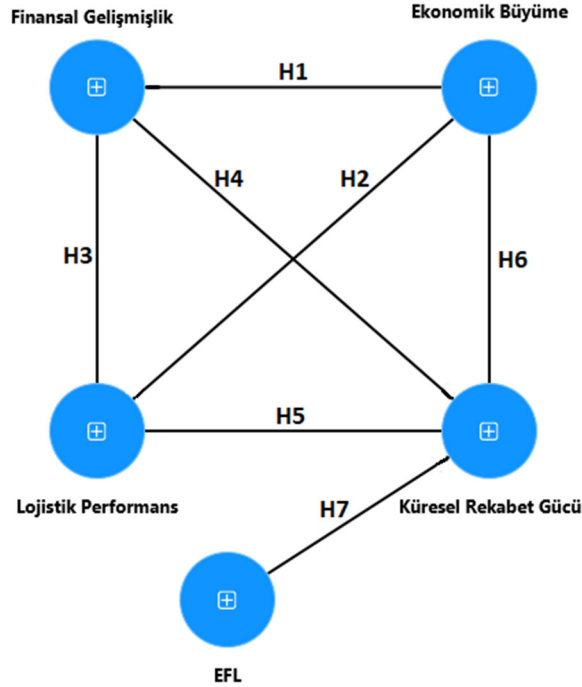 Finansal Gelişmişlik
Ekonomik Büyüme
H1
H4
H2
H3
H6
H5
Lojistik Performans
Küresel Rekabet Gücü
H7
EFL